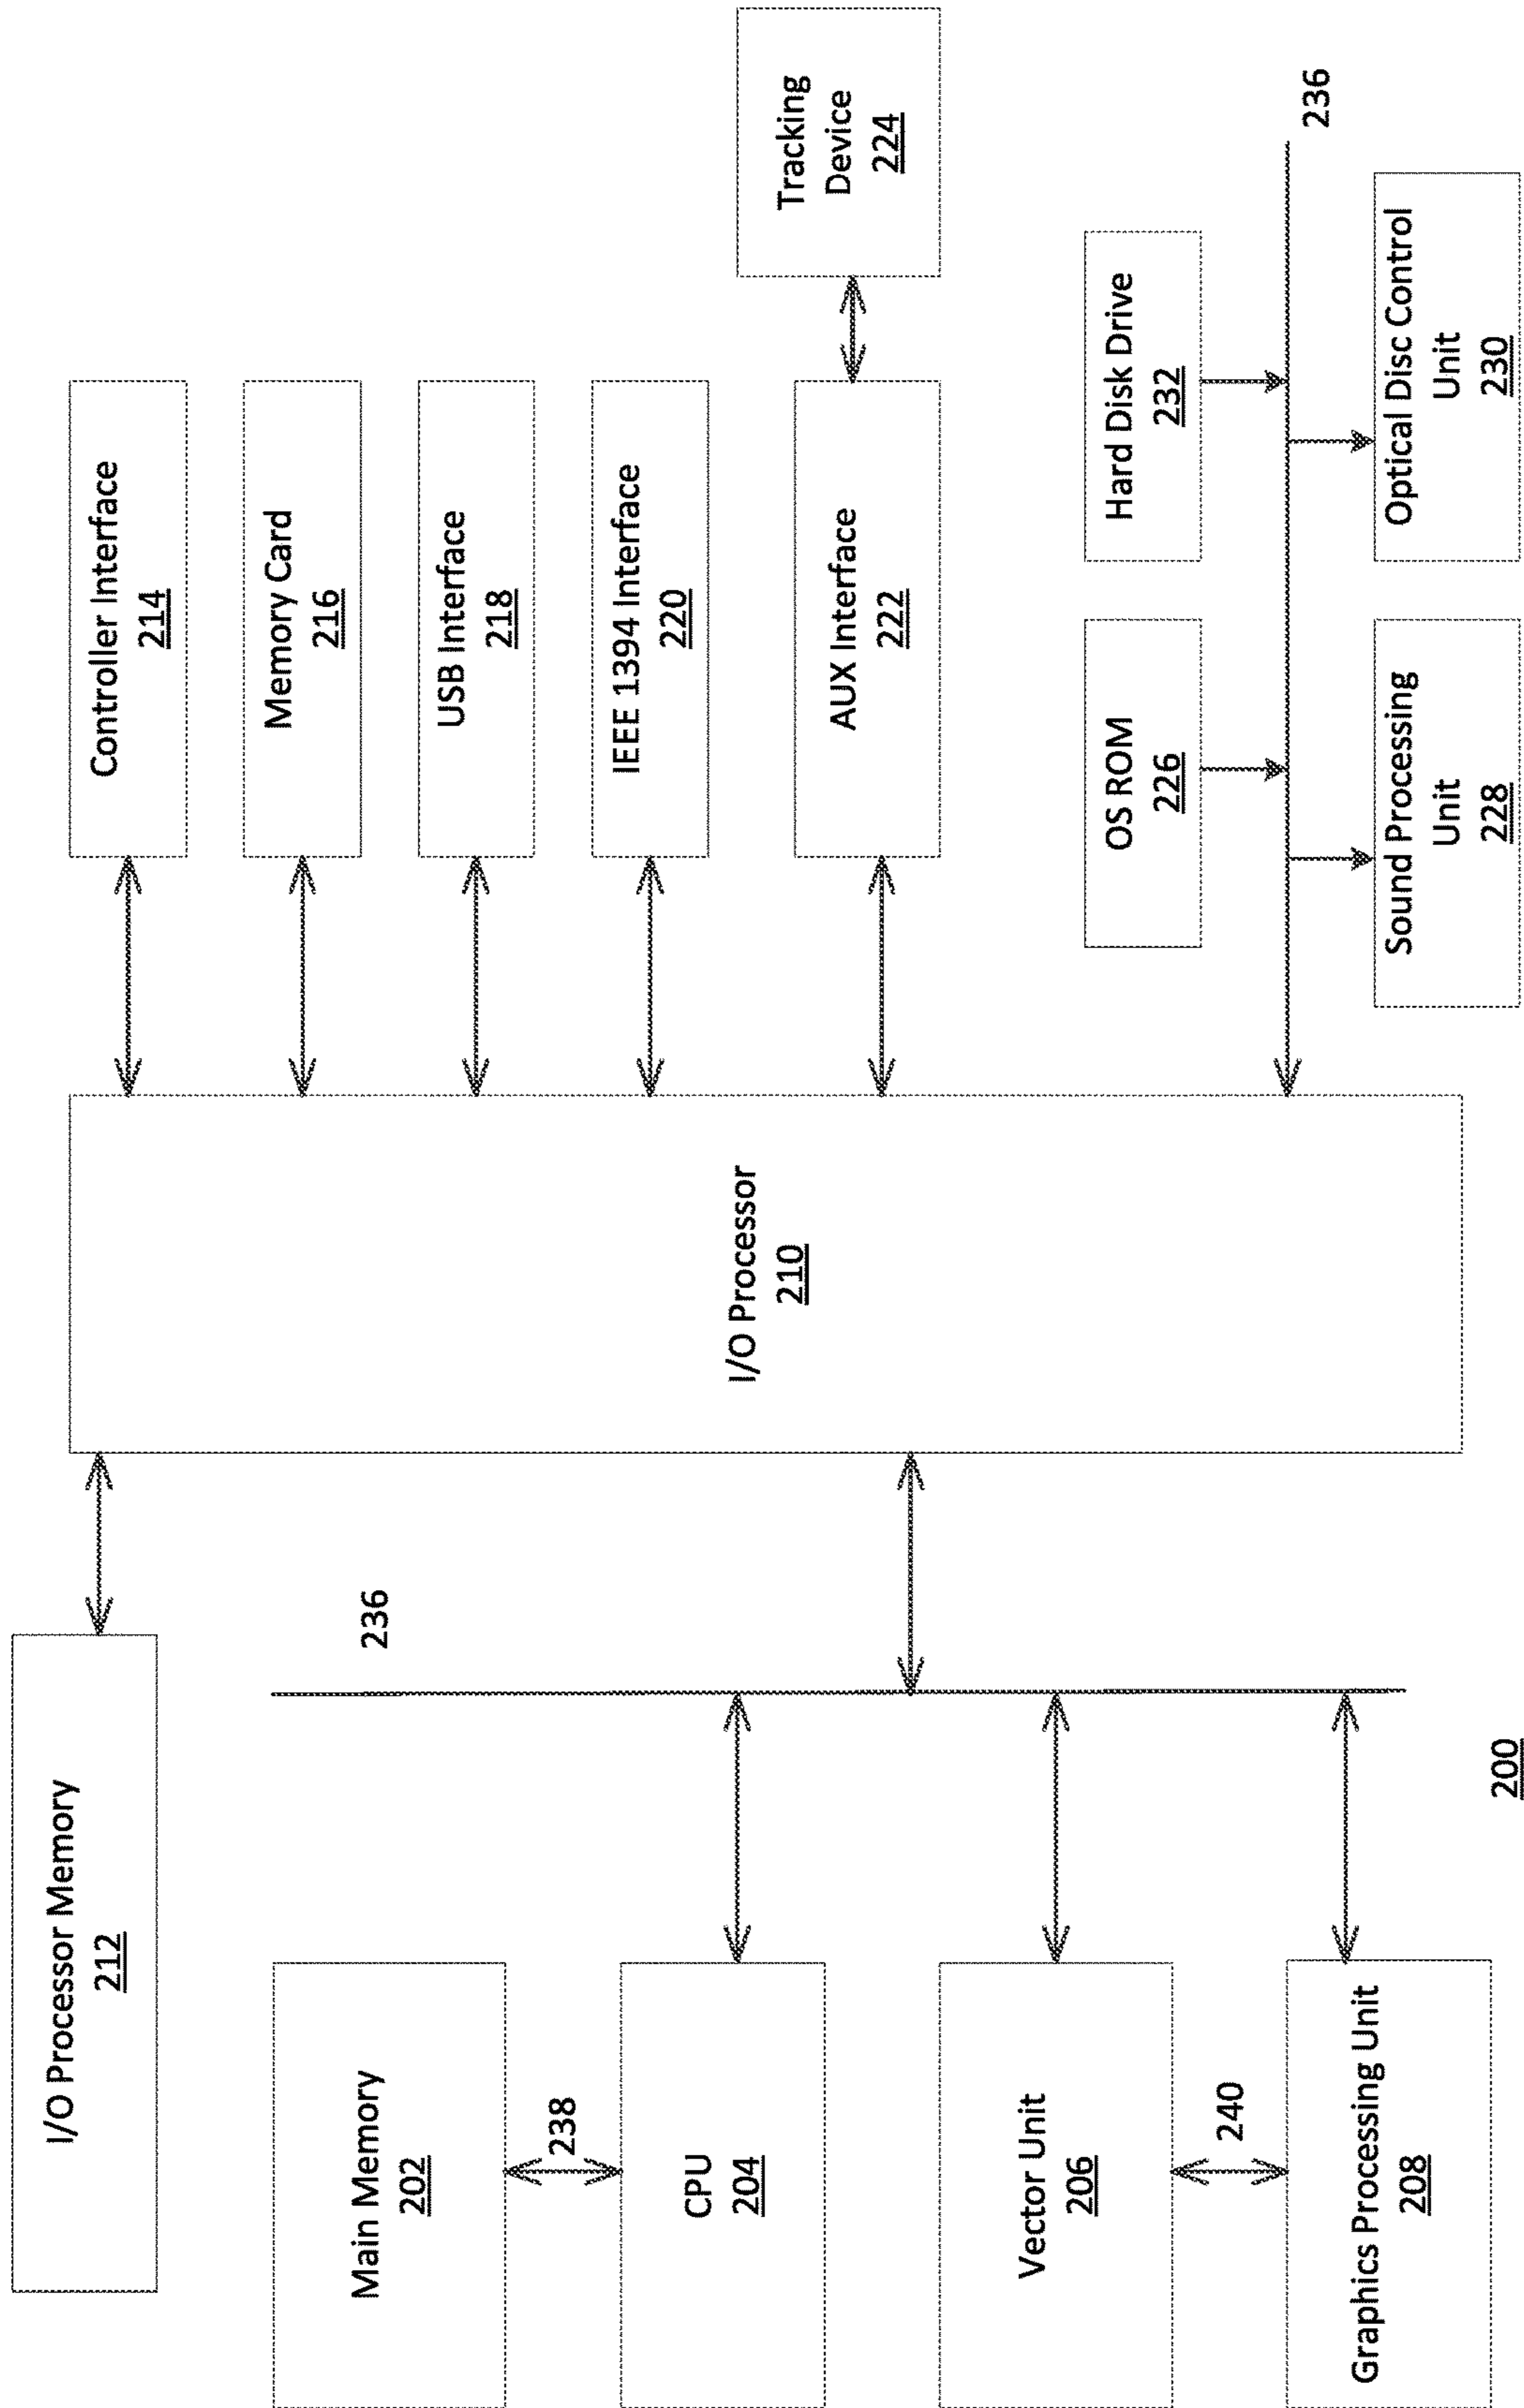 I/O Processor Memory
212
Main Memory
202
238
CPU
204
Vector Unit
206
240
Graphics Processing Unit
208
236
200
I/O Processor
210
Controller Interface
214
Memory Card
216
USB Interface
218
IEEE 1394 Interface
220
AUX Interface
222
Tracking
Device
224
OS ROM
226
Hard Disk Drive
232
236
Sound Processing
Unit
228
Optical Disc Control
Unit
230